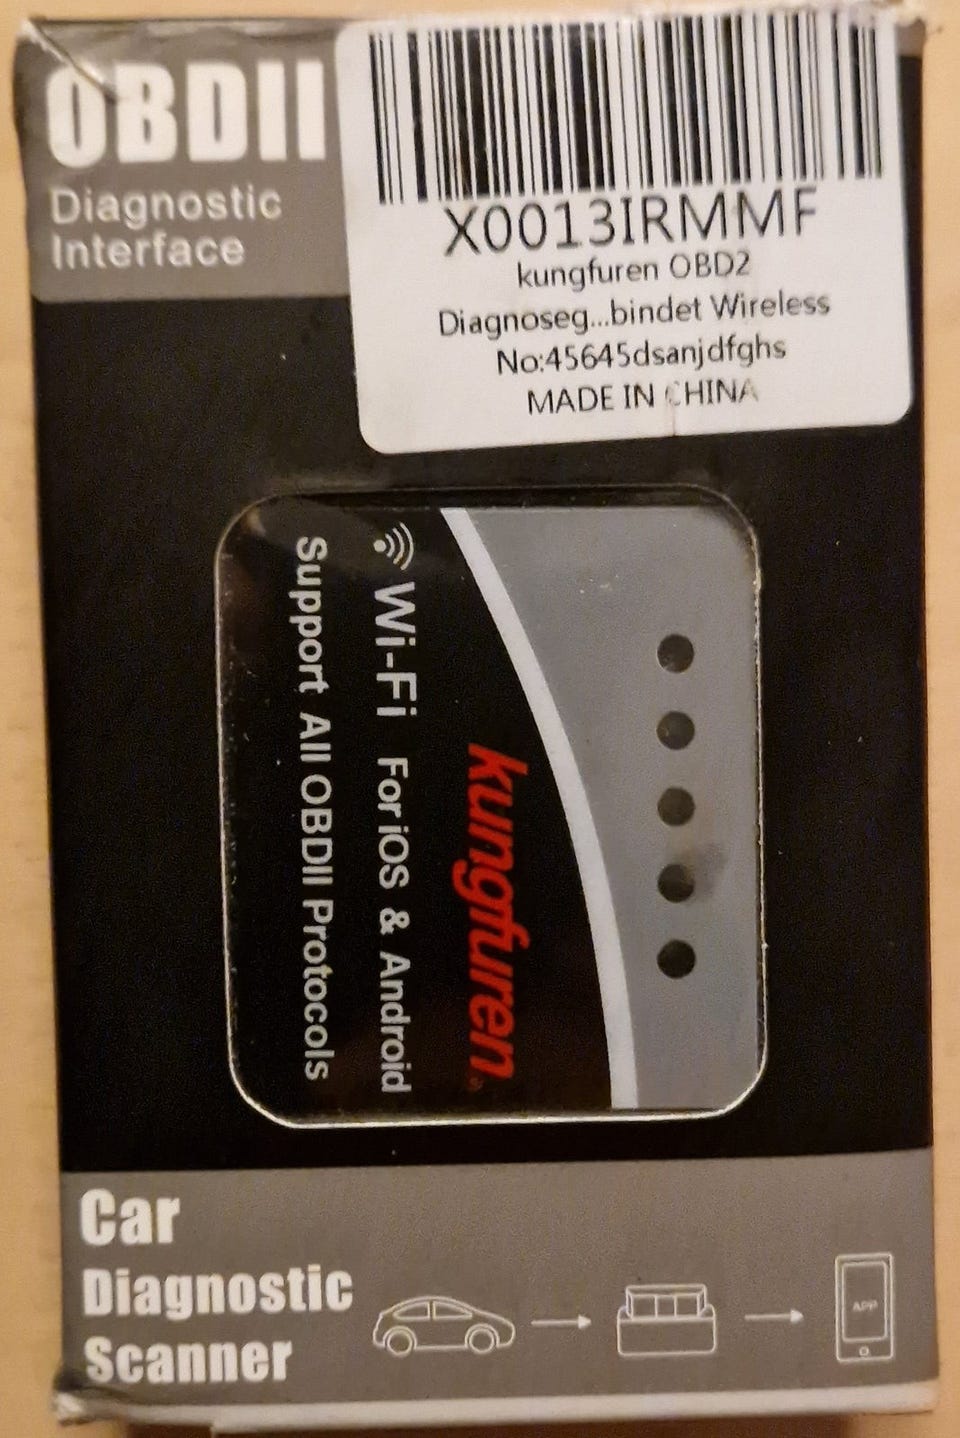 OBDII
Diagnostic
Interface
X0013IRMMF
kungfuren OBD2
Diagnoseg...bindet Wireless
No:45645dsanjdfghs
MADE IN CHINA
kungfuren
Wi-Fi For iOS & Android
Support All OBDII Protocols
Car
Diagnostic
Scanner
APP